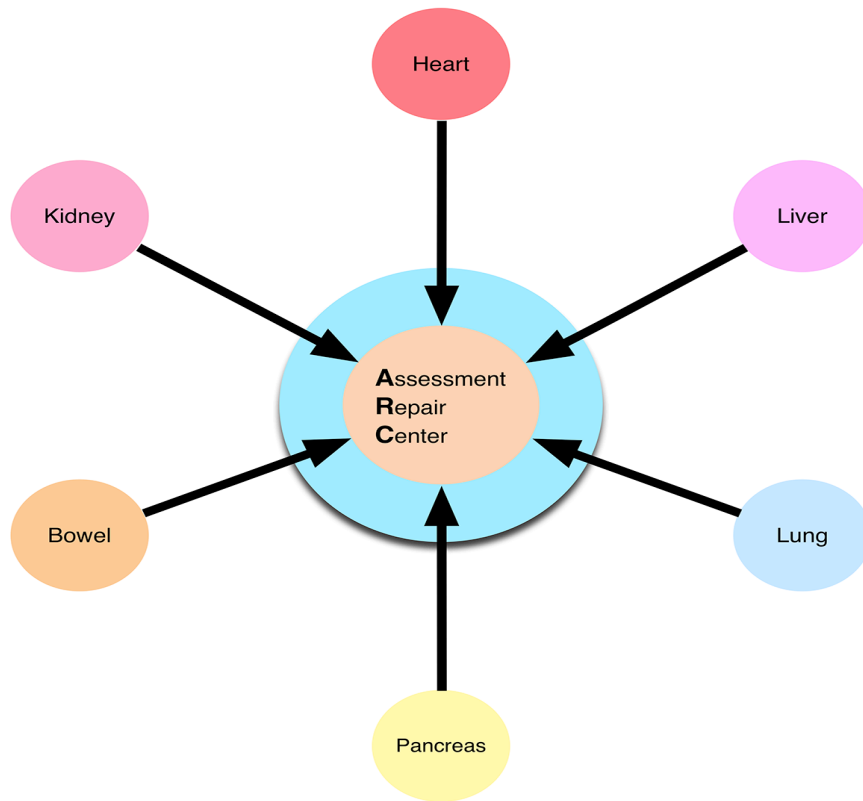 Heart
Kidney
Liver
Assessment
Repair
Center
Bowel
Lung
Pancreas